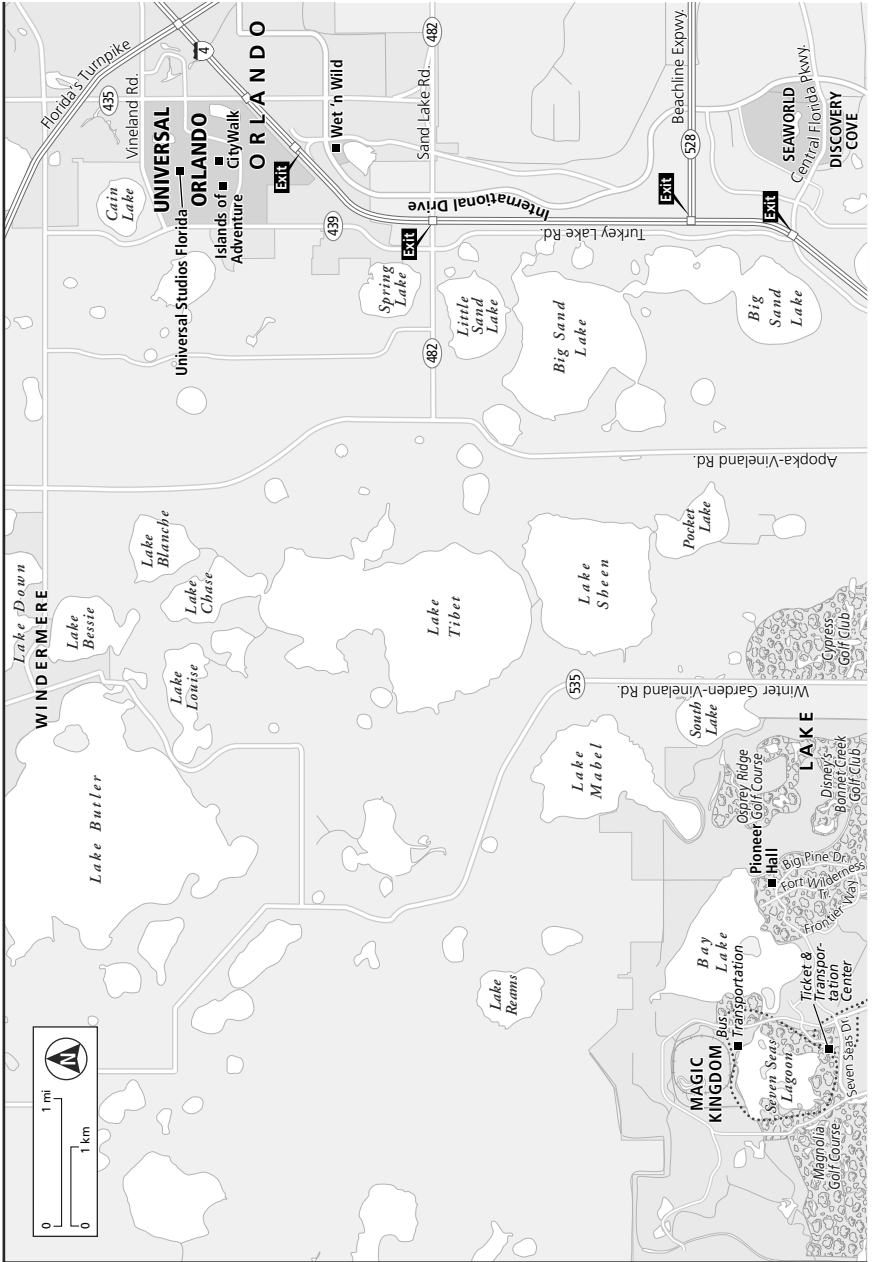 0
1 mi
0
1 km
N
Lake Down
WINDERMERE
Lake
Bessie
Lake Butler
Lake
Blanche
Lake
Chase
Lake
Louise
Lake
Tibet
Lake
Sheen
Pocket
Lake
Lake
Mabel
South
Lake
Lake
Reams
Bay
Lake
Seven Seas
Lagoon
MAGIC
KINGDOM
Bus
Transportation
Ticket &
Transpor-
tation
Center
Seven Seas Dr.
Magnolia
Golf Course
Pioneer
Hall
Osprey Ridge
Golf Course
Big Pine Dr.
Fort Wilderness
Tr.
Frontier Way
Disney's
Bonnet Creek
Golf Club
LAKE
Cypress
Golf Club
Winter Garden-Vineland Rd.
535
Apopka-Vineland Rd.
Florida's Turnpike
Vineland Rd.
435
4
ORLANDO
482
Sand Lake Rd.
Cain
Lake
UNIVERSAL
ORLANDO
CityWalk
Universal Studios Florida
Islands of
Adventure
Wet 'n Wild
Exit
439
Exit
International Drive
Turkey Lake Rd.
Spring
Lake
482
Little
Sand
Lake
Big Sand
Lake
Big
Sand
Lake
Beachline Expwy.
528
Exit
Exit
SEAWORLD
Central Florida Pkwy.
DISCOVERY
COVE